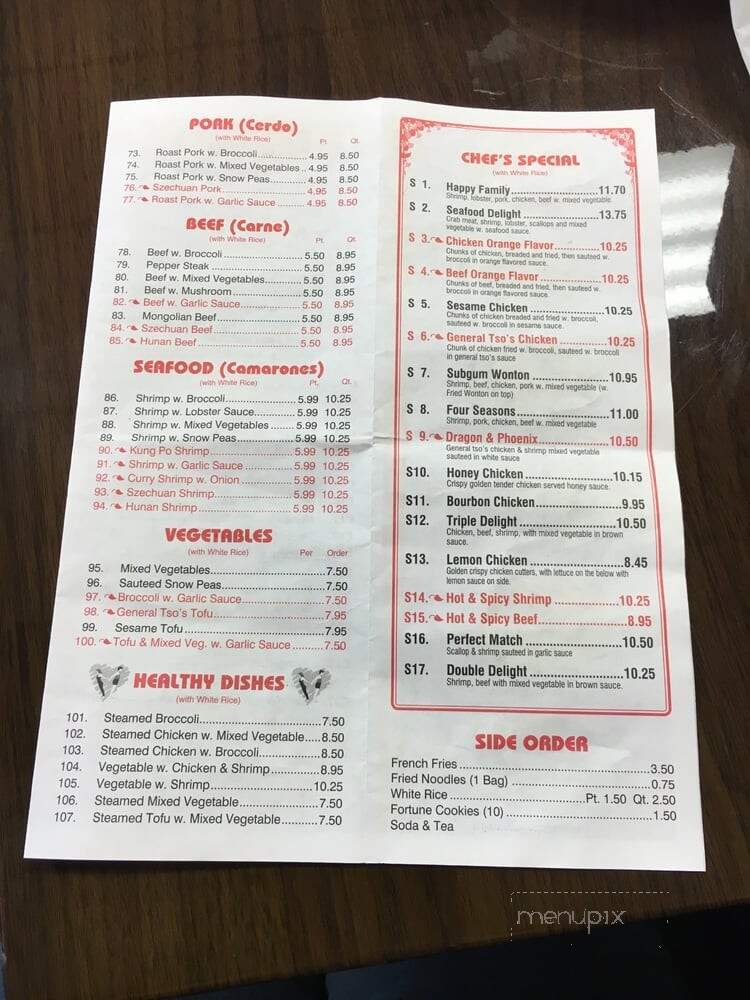 PORK (Cerdo)
(with White Rice)
Pt. Qt.
73. Roast Pork w. Broccoli............... 4.95 8.50
74. Roast Pork w. Mixed Vegetables .. 4.95 8.50
75. Roast Pork w. Snow Peas............ 4.95 8.50
76. Szechuan Pork......................... 4.95 8.50
77. Roast Pork w. Garlic Sauce ......... 4.95 8.50
BEEF (Carne)
(with White Rice)
Pt. Qt.
78. Beef w. Broccoli........................ 5.50 8.95
79. Pepper Steak ........................... 5.50 8.95
80. Beef w. Mixed Vegetables......... 5.50 8.95
81. Beef w. Mushroom................... 5.50 8.95
82. Beef w. Garlic Sauce............... 5.50 8.95
83. Mongolian Beef....................... 5.50 8.95
84. Szechuan Beef........................ 5.50 8.95
85. Hunan Beef ............................ 5.50 8.95
SEAFOOD (Camarones)
(with White Rice)
Pt. Qt.
86. Shrimp w. Broccoli.................... 5.99 10.25
87. Shrimp w. Lobster Sauce............ 5.99 10.25
88. Shrimp w. Mixed Vegetables ...... 5.99 10.25
89. Shrimp w. Snow Peas................ 5.99 10.25
90. Kung Po Shrimp....................... 5.99 10.25
91. Shrimp w. Garlic Sauce ............ 5.99 10.25
92. Curry Shrimp w. Onion ............ 5.99 10.25
93. Szechuan Shrimp..................... 5.99 10.25
94. Hunan Shrimp......................... 5.99 10.25
VEGETABLES
(with White Rice)
Per Order
95. Mixed Vegetables..............................7.50
96. Sauteed Snow Peas..........................7.50
97. Broccoli w. Garlic Sauce....................7.50
98. General Tso's Tofu............................7.95
99. Sesame Tofu ...................................7.95
100. Tofu & Mixed Veg. w. Garlic Sauce .......7.50
HEALTHY DISHES
(with White Rice)
101. Steamed Broccoli................................7.50
102. Steamed Chicken w. Mixed Vegetable.....8.50
103. Steamed Chicken w. Broccoli...............8.50
104. Vegetable w. Chicken & Shrimp............8.95
105. Vegetable w. Shrimp..........................10.25
106. Steamed Mixed Vegetable....................7.50
107. Steamed Tofu w. Mixed Vegetable.........7.50
CHEF'S SPECIAL
(with White Rice)
S 1. Happy Family......................11.70
Shrimp, lobster, pork, chicken, beef w. mixed vegetable.
S 2. Seafood Delight ....................13.75
Crab meat, shrimp, lobster, scallops and mixed
vegetable w. seafood sauce.
S 3. Chicken Orange Flavor............10.25
Chunks of chicken, breaded and fried, then sauteed w.
broccoli in orange flavored sauce.
S 4. Beef Orange Flavor................10.25
Chunks of beef, breaded and fried, then sauteed w.
broccoli in orange flavored sauce.
S 5. Sesame Chicken ....................10.25
Chunks of chicken breaded and fried w. broccoli,
sauteed w. broccoli in sesame sauce.
S 6. General Tso's Chicken ............10.25
Chunk of chicken fried w. broccoli, sauteed w. broccoli
in general tso's sauce
S 7. Subgum Wonton .....................10.95
Shrimp, beef, chicken, pork w. mixed vegetable (w.
Fried Wonton on top)
S 8. Four Seasons.........................11.00
Shrimp, pork, chicken, beef w. mixed vegetable
S 9. Dragon & Phoenix...................10.50
General tso's chicken & shrimp mixed vegetable
sauteed in white sauce
S10. Honey Chicken ......................10.15
Crispy golden tender chicken served honey sauce.
S11. Bourbon Chicken.....................9.95
S12. Triple Delight ........................10.50
Chicken, beef, shrimp, with mixed vegetable in brown
sauce.
S13. Lemon Chicken.......................8.45
Golden crispy chicken cutters, with lettuce on the below with
lemon sauce on side.
S14. Hot & Spicy Shrimp ................10.25
S15. Hot & Spicy Beef.....................8.95
S16. Perfect Match ........................10.50
Scallop & shrimp sauteed in garlic sauce
S17. Double Delight .......................10.25
Shrimp, beef with mixed vegetable in brown sauce.
SIDE ORDER
French Fries ..................................................3.50
Fried Noodles (1 Bag) ....................................0.75
White Rice ..............................Pt. 1.50 Qt. 2.50
Fortune Cookies (10) .....................................1.50
Soda & Tea
menupix